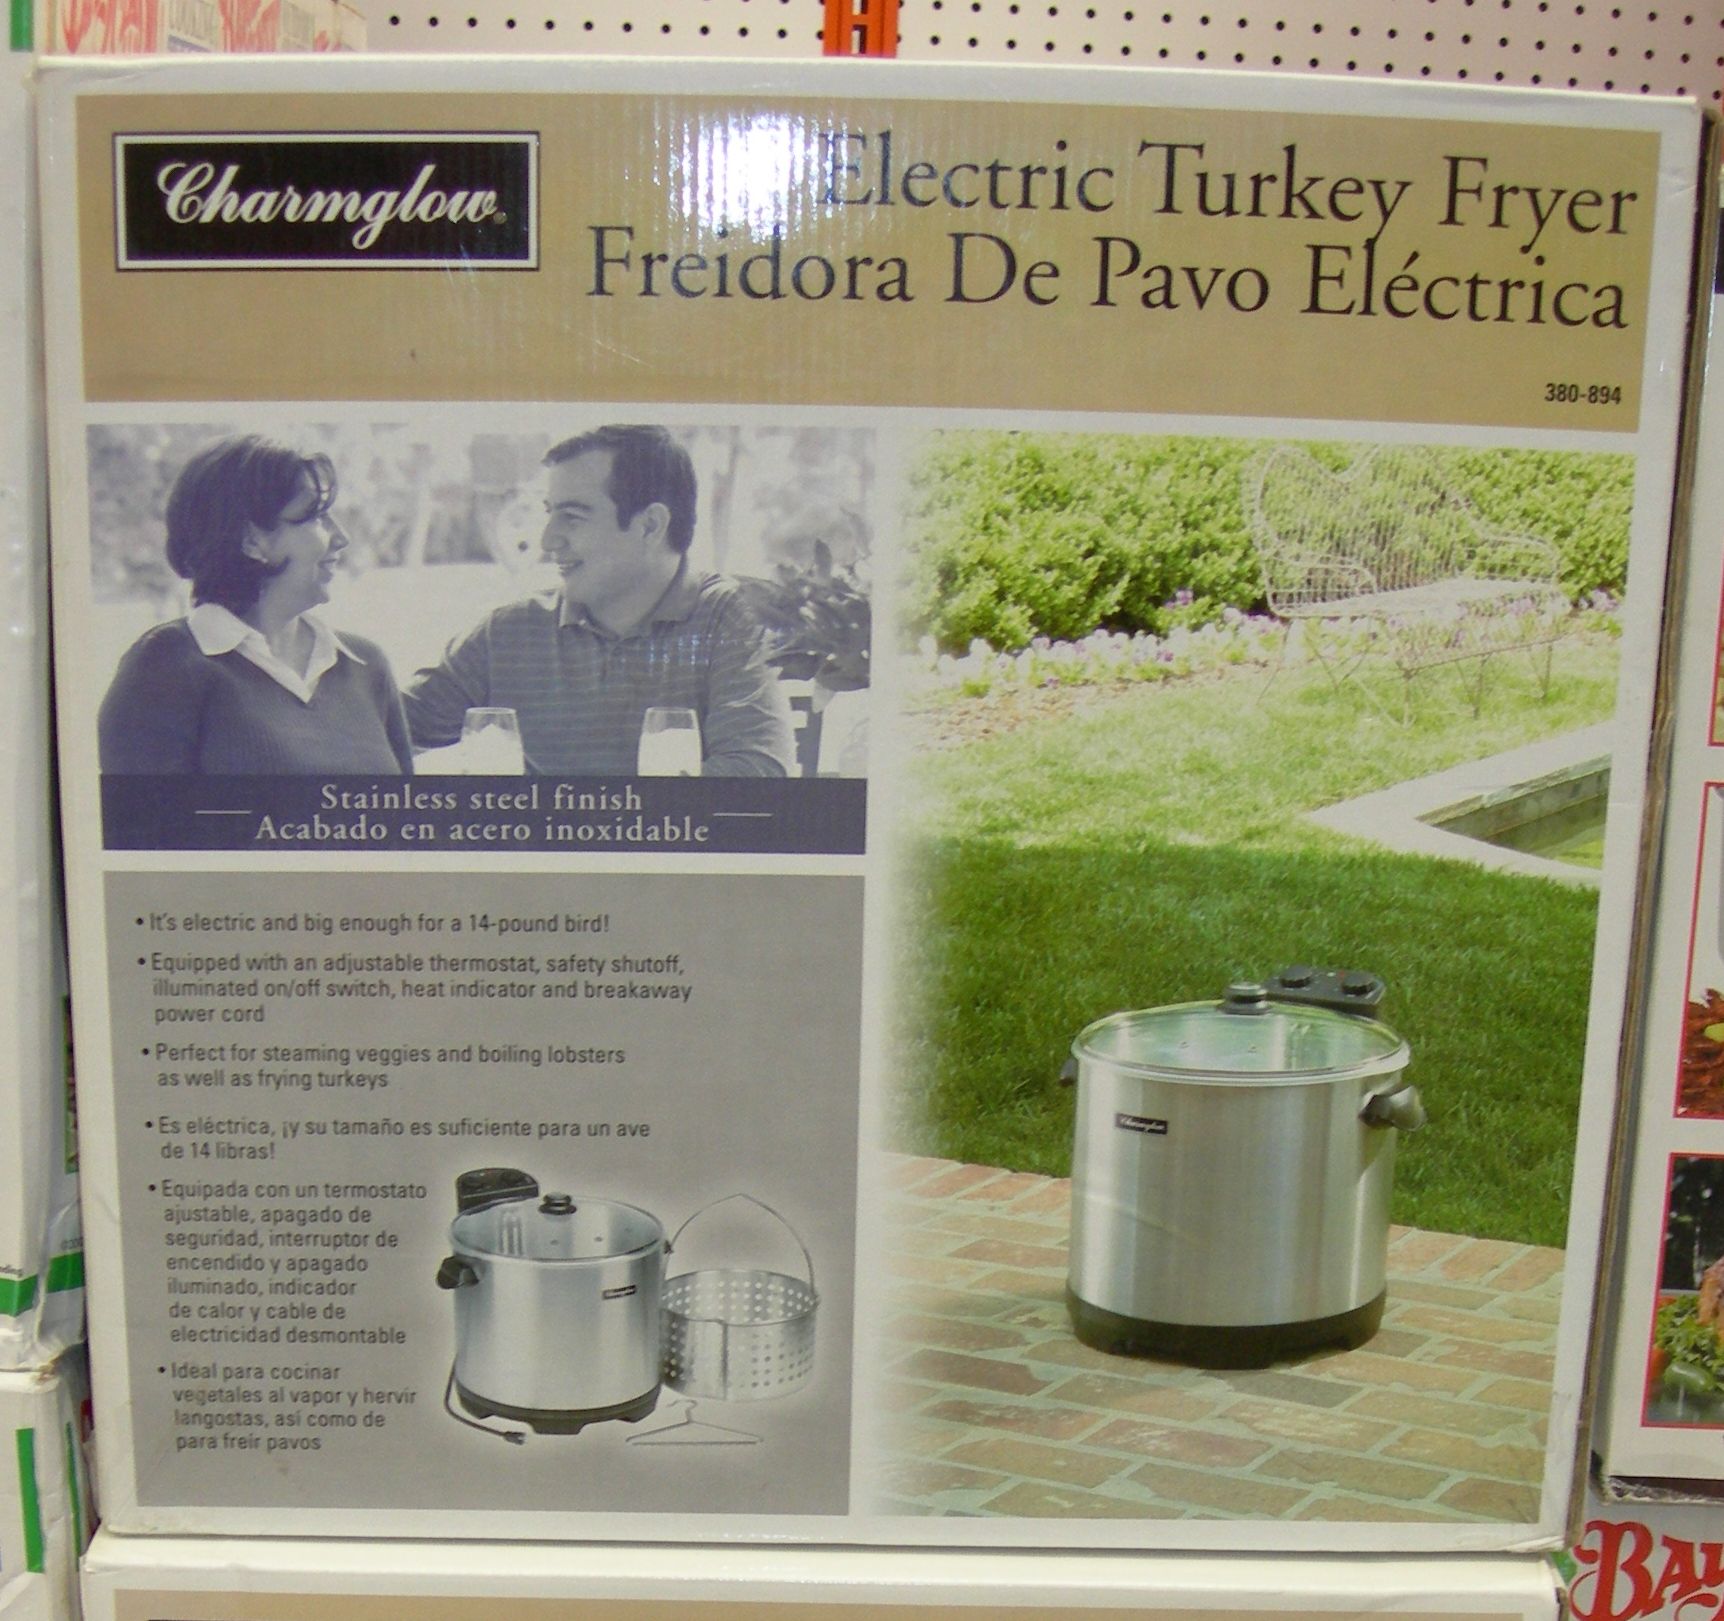 Charmglow
Electric Turkey Fryer
Freidora De Pavo Eléctrica
380-894
Stainless steel finish
Acabado en acero inoxidable
• It's electric and big enough for a 14-pound bird!
• Equipped with an adjustable thermostat, safety shutoff,
illuminated on/off switch, heat indicator and breakaway
power cord
• Perfect for steaming veggies and boiling lobsters
as well as frying turkeys
• Es eléctrica, ¡y su tamaño es suficiente para un ave
de 14 libras!
• Equipada con un termostato
ajustable, apagado de
seguridad, interruptor de
encendido y apagado
iluminado, indicador
de calor y cable de
electricidad desmontable
• Ideal para cocinar
vegetales al vapor y hervir
langostas, así como de
para freír pavos
Charmglow
Charmglow
BA